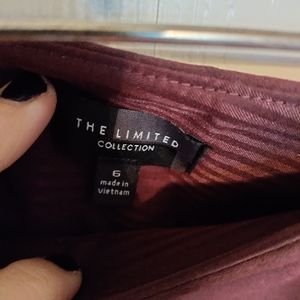 THE LIMITED
COLLECTION
6
made in
vietnam